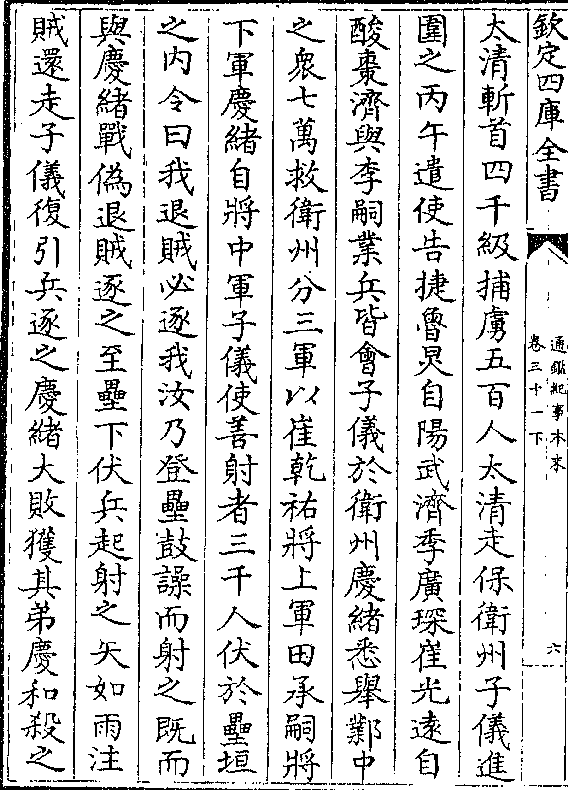 欽定四庫全書
通鑑紀事本末
卷三十一下
六
太清斬首四千級捕虜五百人太清走保衛州子儀進
圍之丙午遣使告捷魯炅自陽武濟季廣琛崔光遠自
酸棗濟與李嗣業兵皆會子儀於衛州慶緒悉舉鄴中
之衆七萬救衛州分三軍以崔乾祐將上軍田承嗣將
下軍慶緒自將中軍子儀使善射者三千人伏於壘垣
之内令曰我退賊必逐我汝乃登壘鼓譟而射之既而
與慶緒戰偽退賊逐之至壘下伏兵起射之矢如雨注
賊還走子儀復引兵逐之慶緒大敗獲其弟慶和殺之